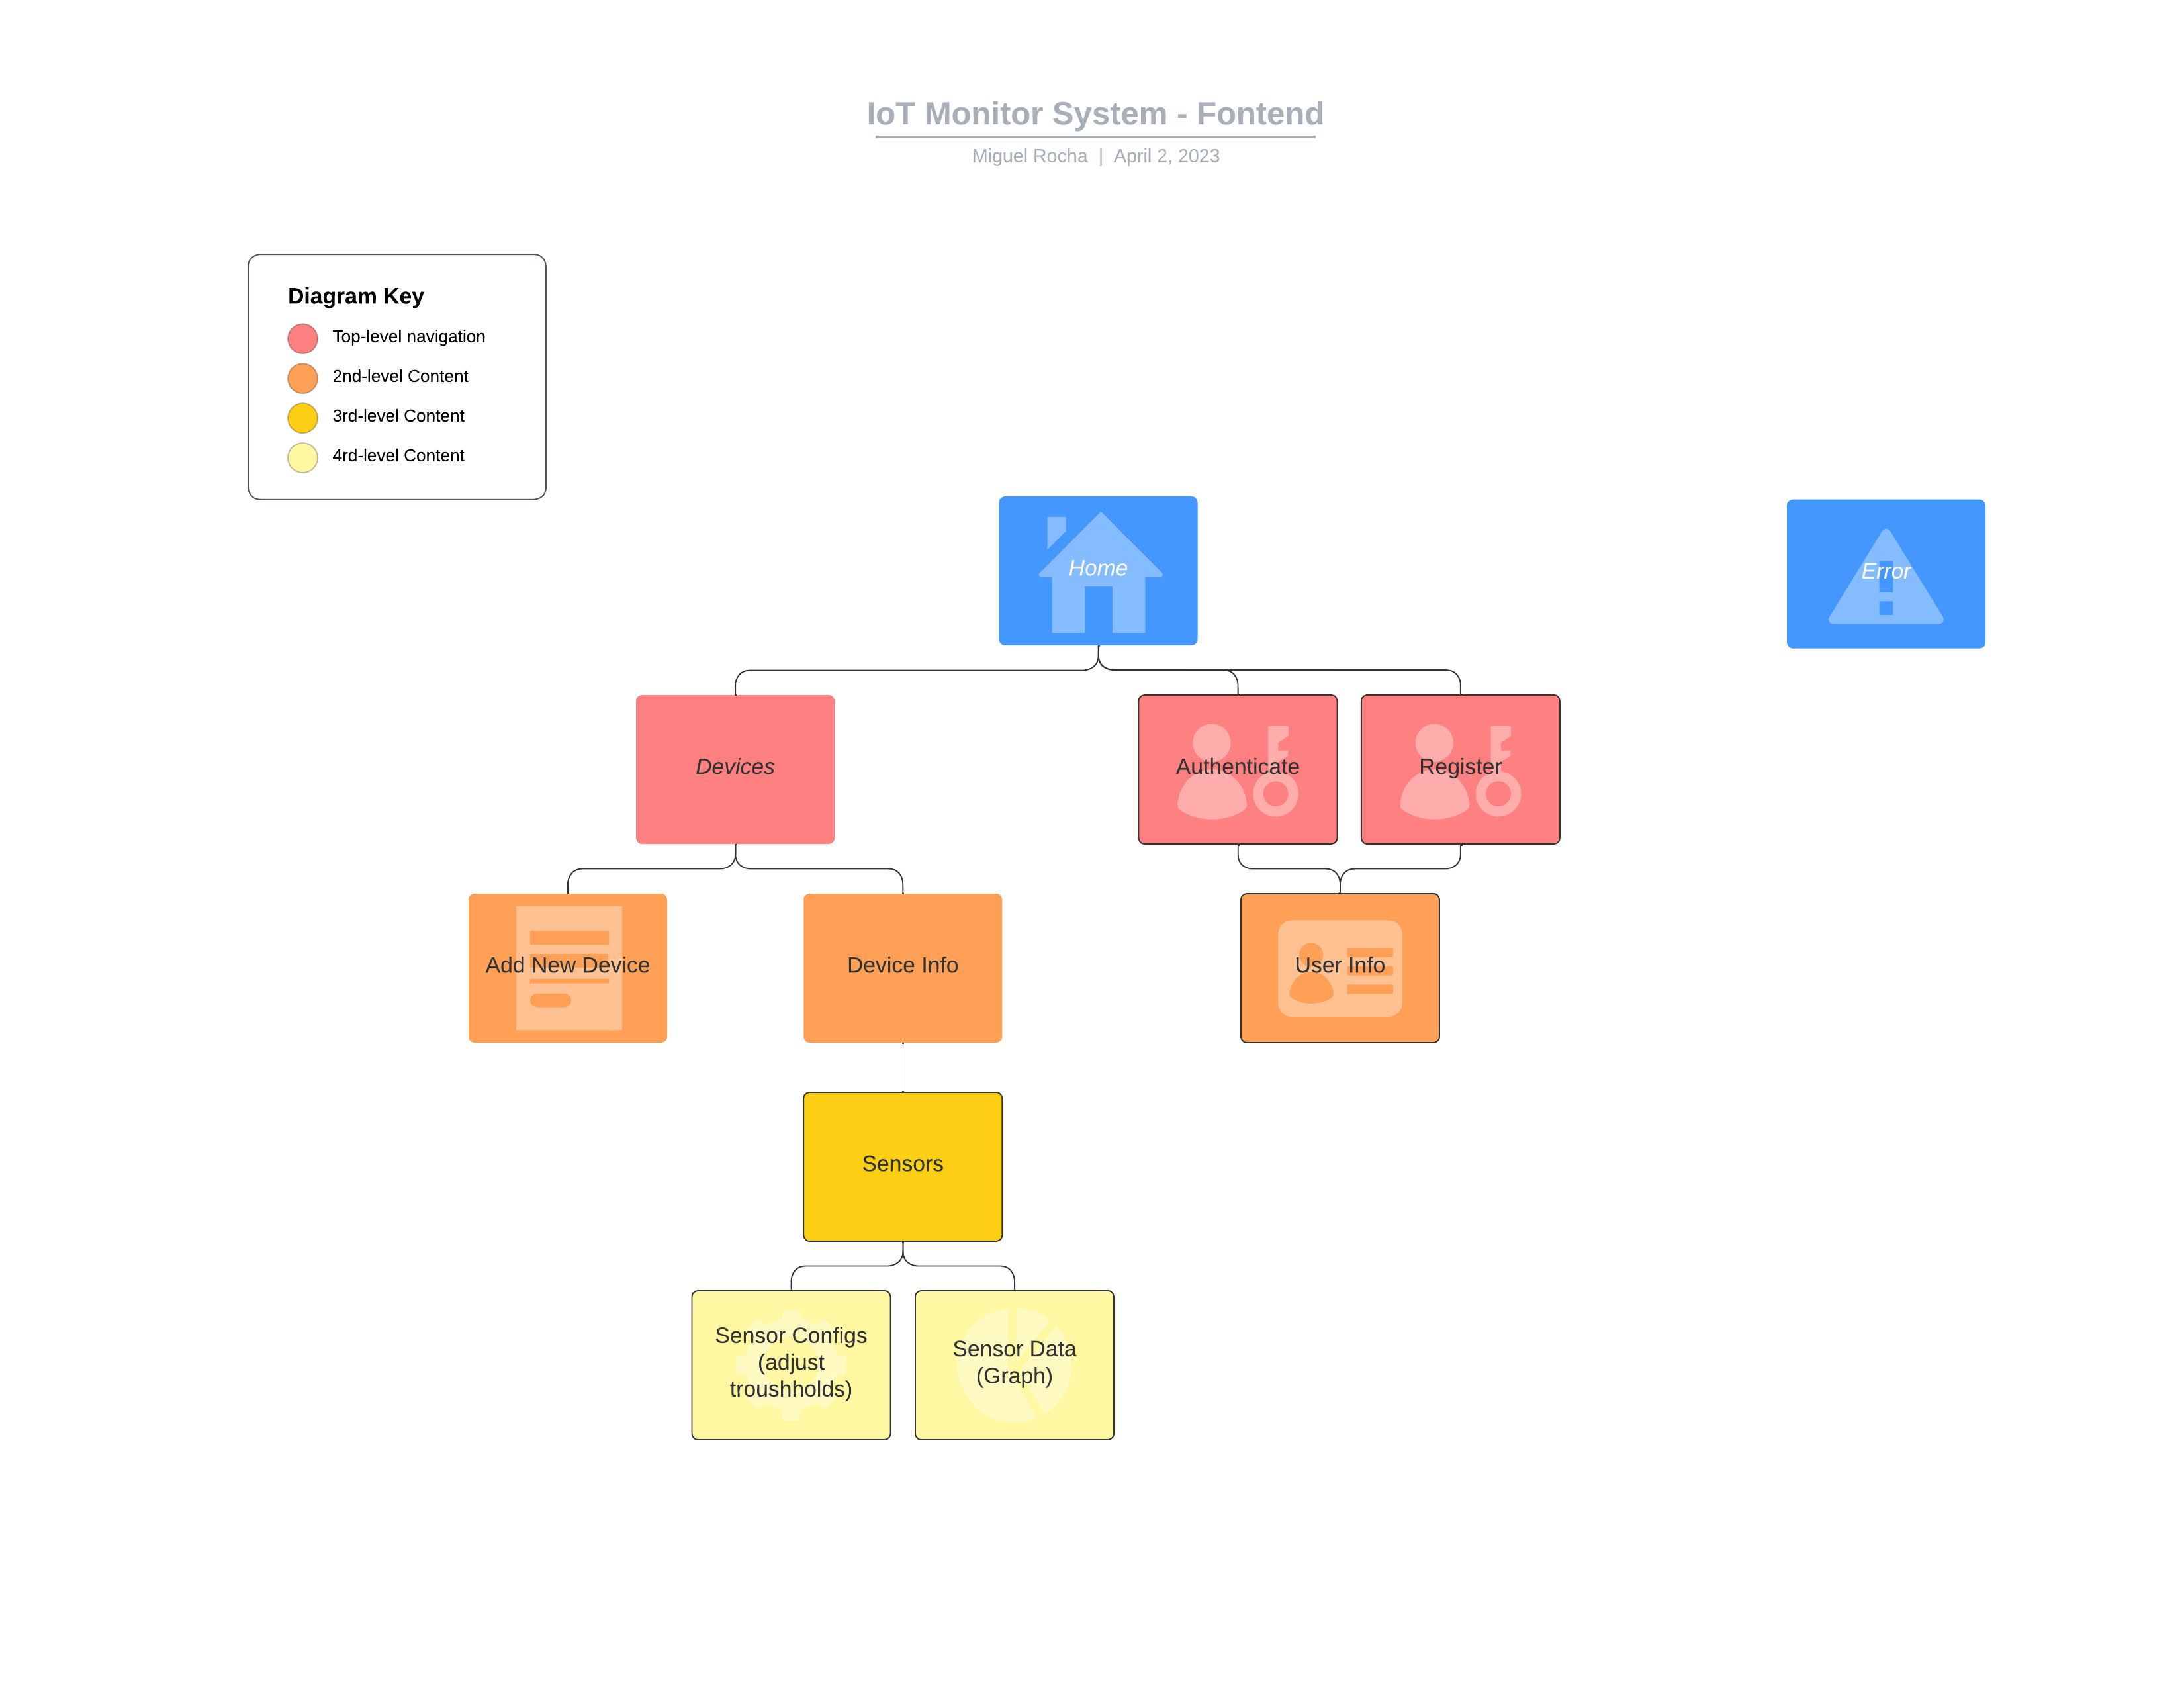 IoT Monitor System - Fontend
Miguel Rocha | April 2, 2023
Diagram Key
Top-level navigation
2nd-level Content
3rd-level Content
4rd-level Content
Home
Error
Devices
Authenticate
Register
Add New Device
Device Info
User Info
Sensors
Sensor Configs
(adjust
troushholds)
Sensor Data
(Graph)